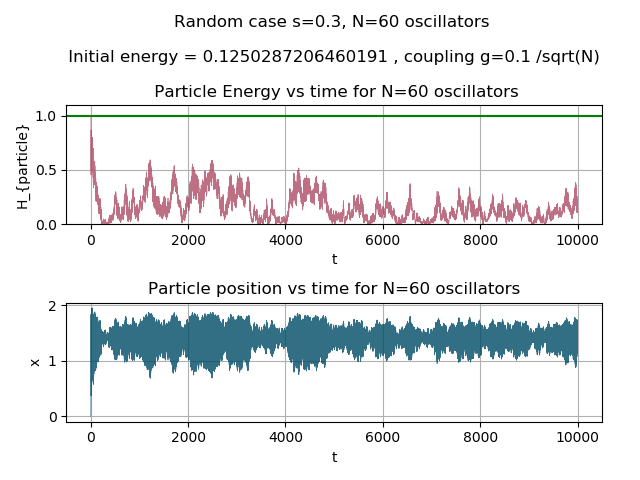 Random case s=0.3, N=60 oscillators
Initial energy = 0.1250287206460191 , coupling g=0.1 /sqrt(N)
Particle Energy vs time for N=60 oscillators
1.0
0.5
0.0
H_{particle}
0 2000 4000 6000 8000 10000
t
Particle position vs time for N=60 oscillators
2
1
0
x
0 2000 4000 6000 8000 10000
t